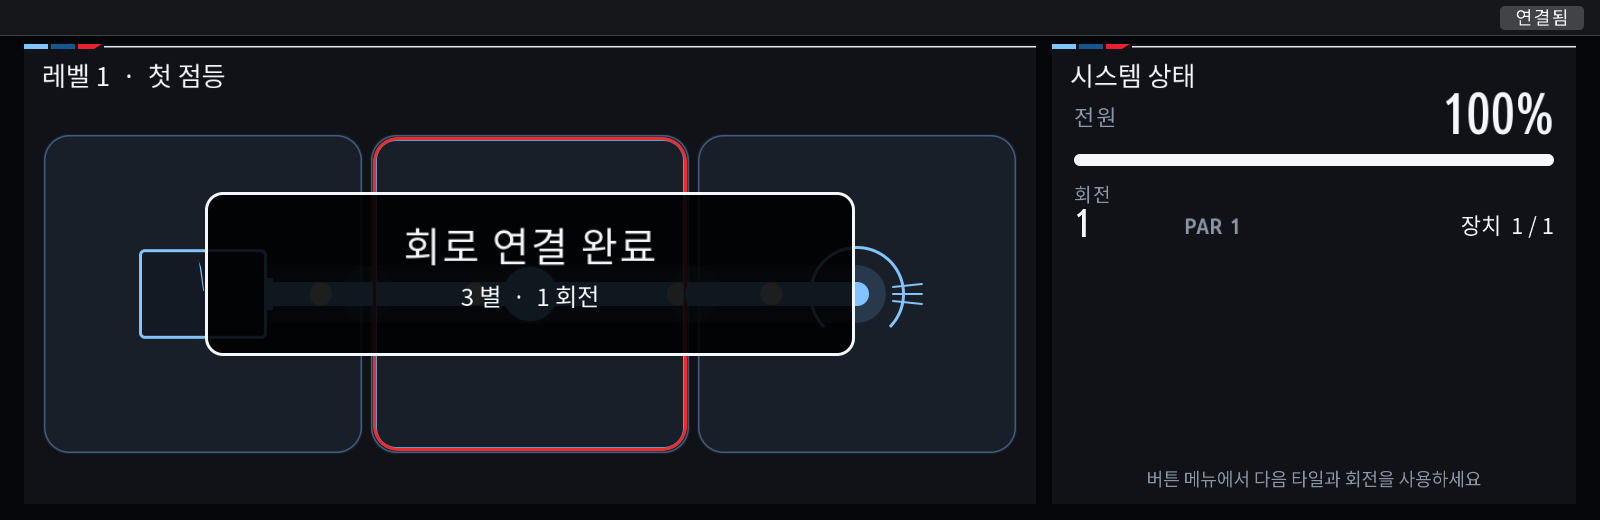 연결됨
레벨 1 · 첫 점등
회로 연결 완료
3 별 · 1 회전
시스템 상태
전원
100%
회전
1
PAR 1
장치 1 / 1
버튼 메뉴에서 다음 타일과 회전을 사용하세요